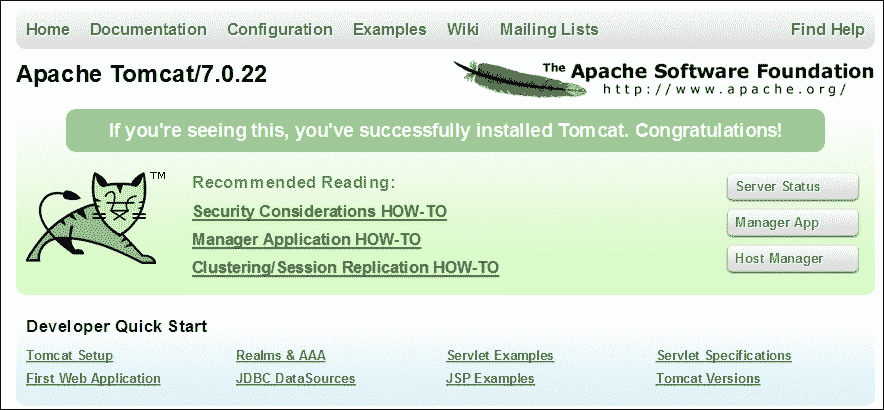 Home Documentation Configuration Examples Wiki Mailing Lists Find Help
Apache Tomcat/7.0.22
The Apache Software Foundation
http://www.apache.org/
If you're seeing this, you've successfully installed Tomcat. Congratulations!
TM
Recommended Reading:
Security Considerations HOW-TO
Manager Application HOW-TO
Clustering/Session Replication HOW-TO
Server Status
Manager App
Host Manager
Developer Quick Start
Tomcat Setup Realms & AAA Servlet Examples Servlet Specifications
First Web Application JDBC DataSources JSP Examples Tomcat Versions